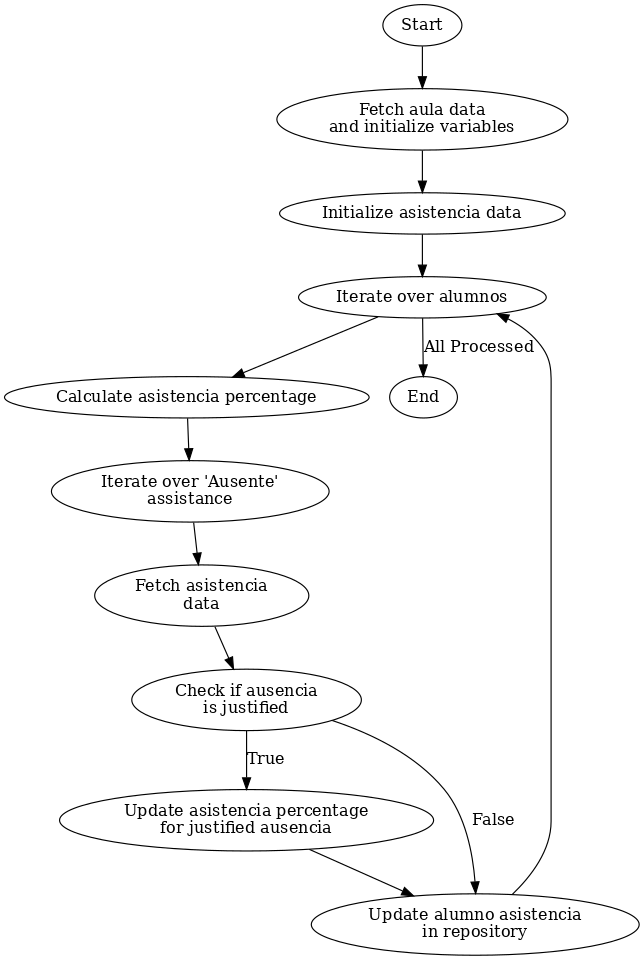 Start
Fetch aula data
and initialize variables
Initialize asistencia data
Iterate over alumnos
All Processed
Calculate asistencia percentage
End
Iterate over 'Ausente'
assistance
Fetch asistencia
data
Check if ausencia
is justified
True
Update asistencia percentage
for justified ausencia
False
Update alumno asistencia
in repository